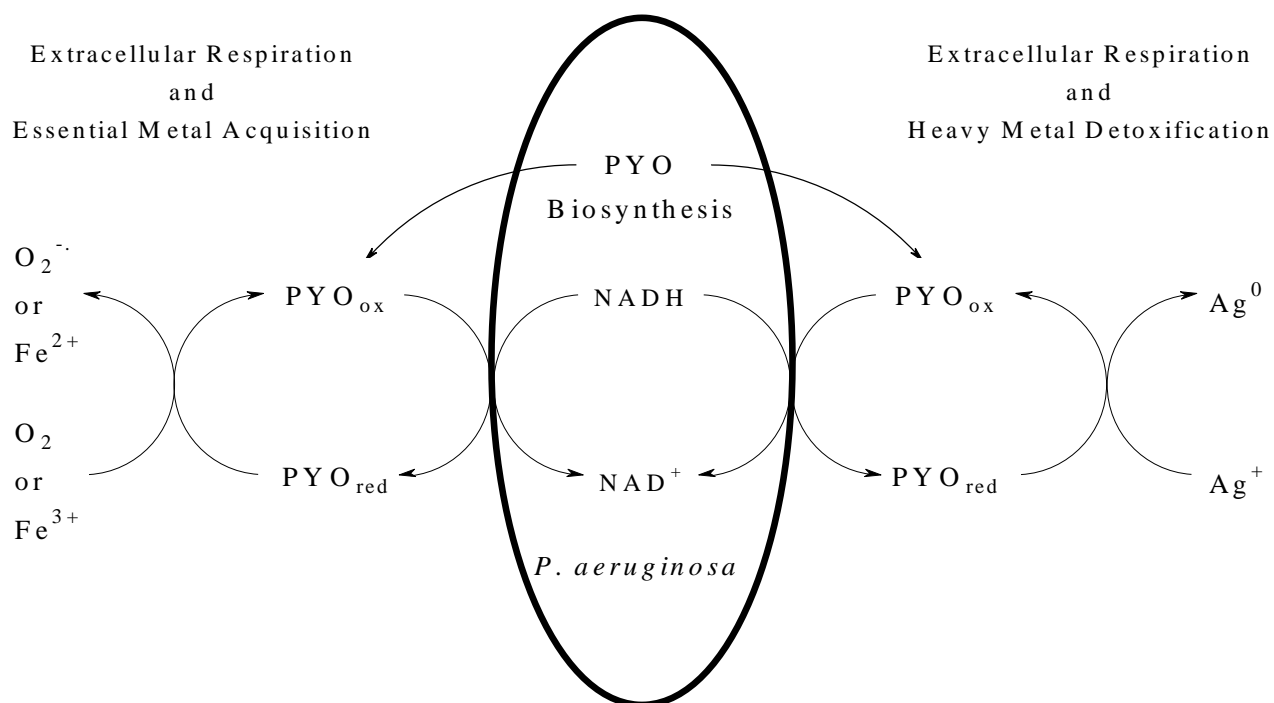 Extracellular Respiration
and
Essential Metal Acquisition
Extracellular Respiration
and
Heavy Metal Detoxification
PYO
Biosynthesis
O₂⁻·
or
Fe²⁺
PYOox
NADH
PYOox
Ag⁰
O₂
or
Fe³⁺
PYOred
NAD⁺
PYOred
Ag⁺
P. aeruginosa